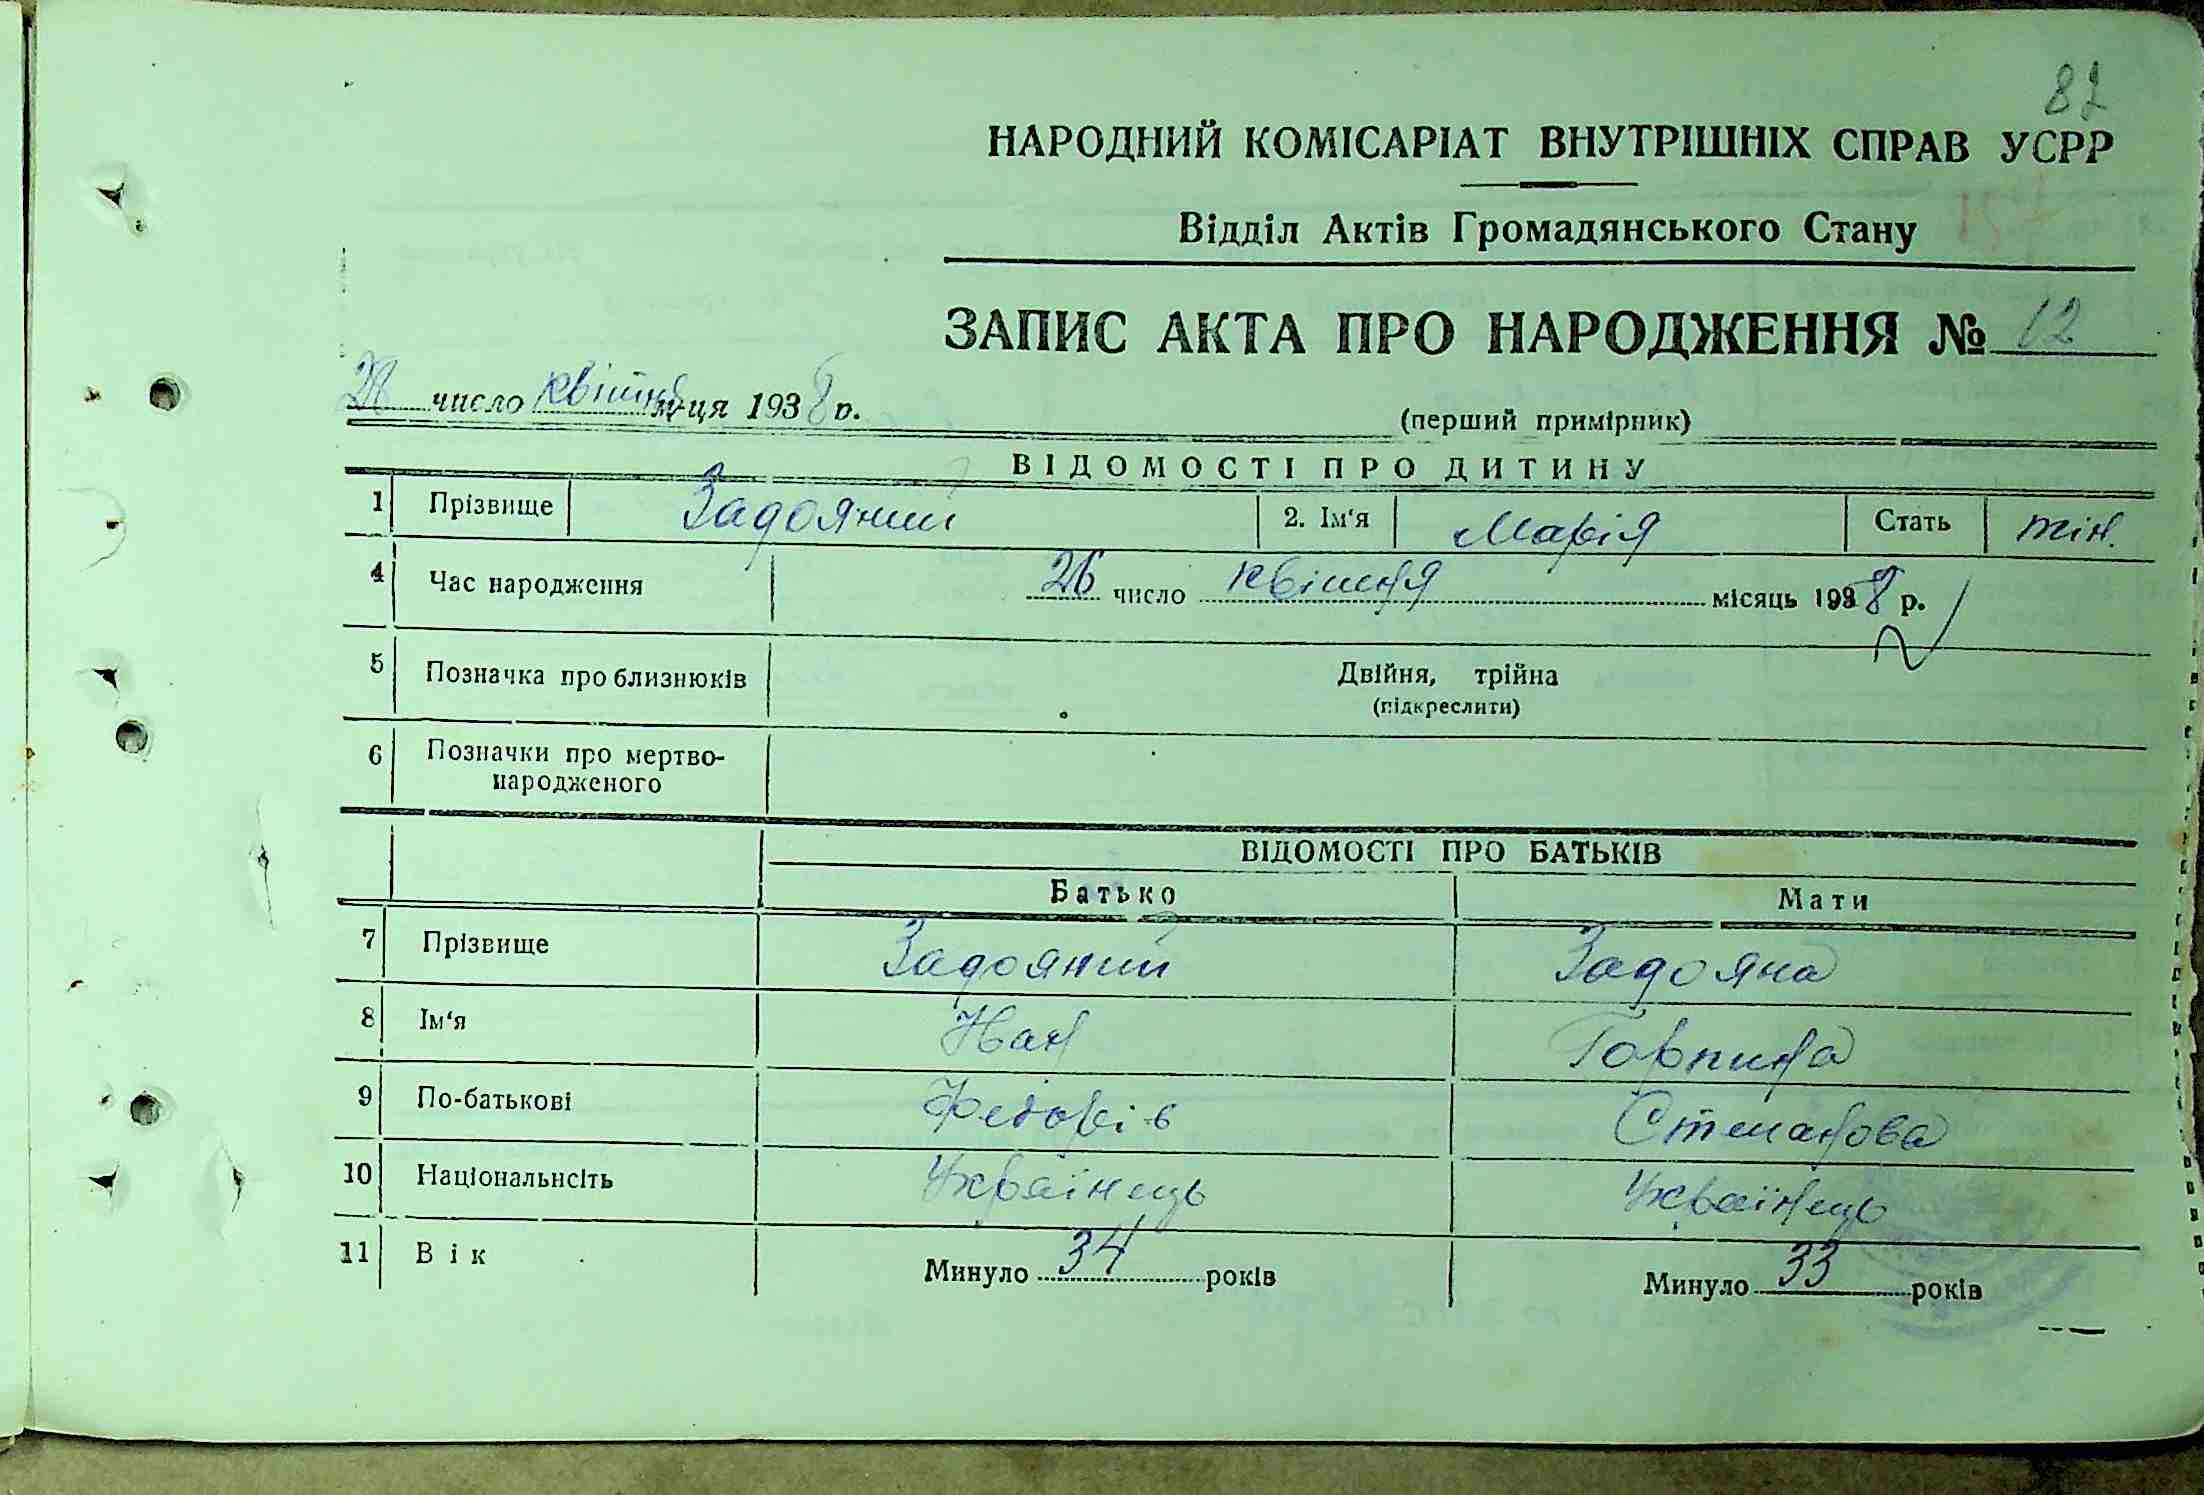 82
НАРОДНИЙ КОМІСАРІАТ ВНУТРІШНІХ СПРАВ УСРР
Відділ Актів Громадянського Стану
ЗАПИС АКТА ПРО НАРОДЖЕННЯ № 12
28 число квітня м-ця 1938 р.
(перший примірник)
ВІДОМОСТІ ПРО ДИТИНУ
1 Прізвище Задояний 2. Ім'я Марія Стать жін.
4 Час народження 26 число квітня місяць 1938 р.
5 Позначка про близнюків Двійня, трійна
(підкреслити)
6 Позначки про мертво-
народженого
ВІДОМОСТІ ПРО БАТЬКІВ
Батько Мати
7 Прізвище Задояний Задояна
8 Ім'я Іван Горпина
9 По-батькові Федорів Степанова
10 Національнсіть Українець Українець
11 Вік Минуло 34 років Минуло 33 років